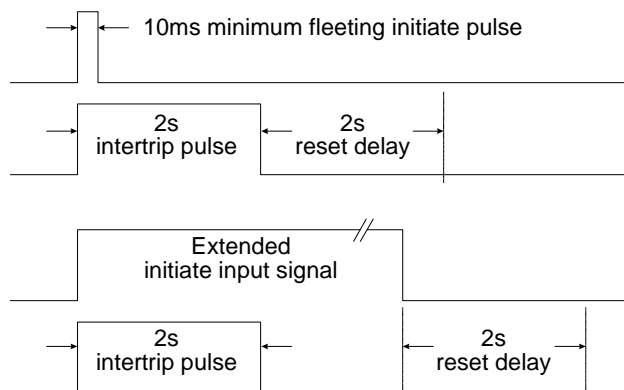 10ms minimum fleeting initiate pulse
2s
intertrip pulse
2s
reset delay
Extended
initiate input signal
2s
intertrip pulse
2s
reset delay